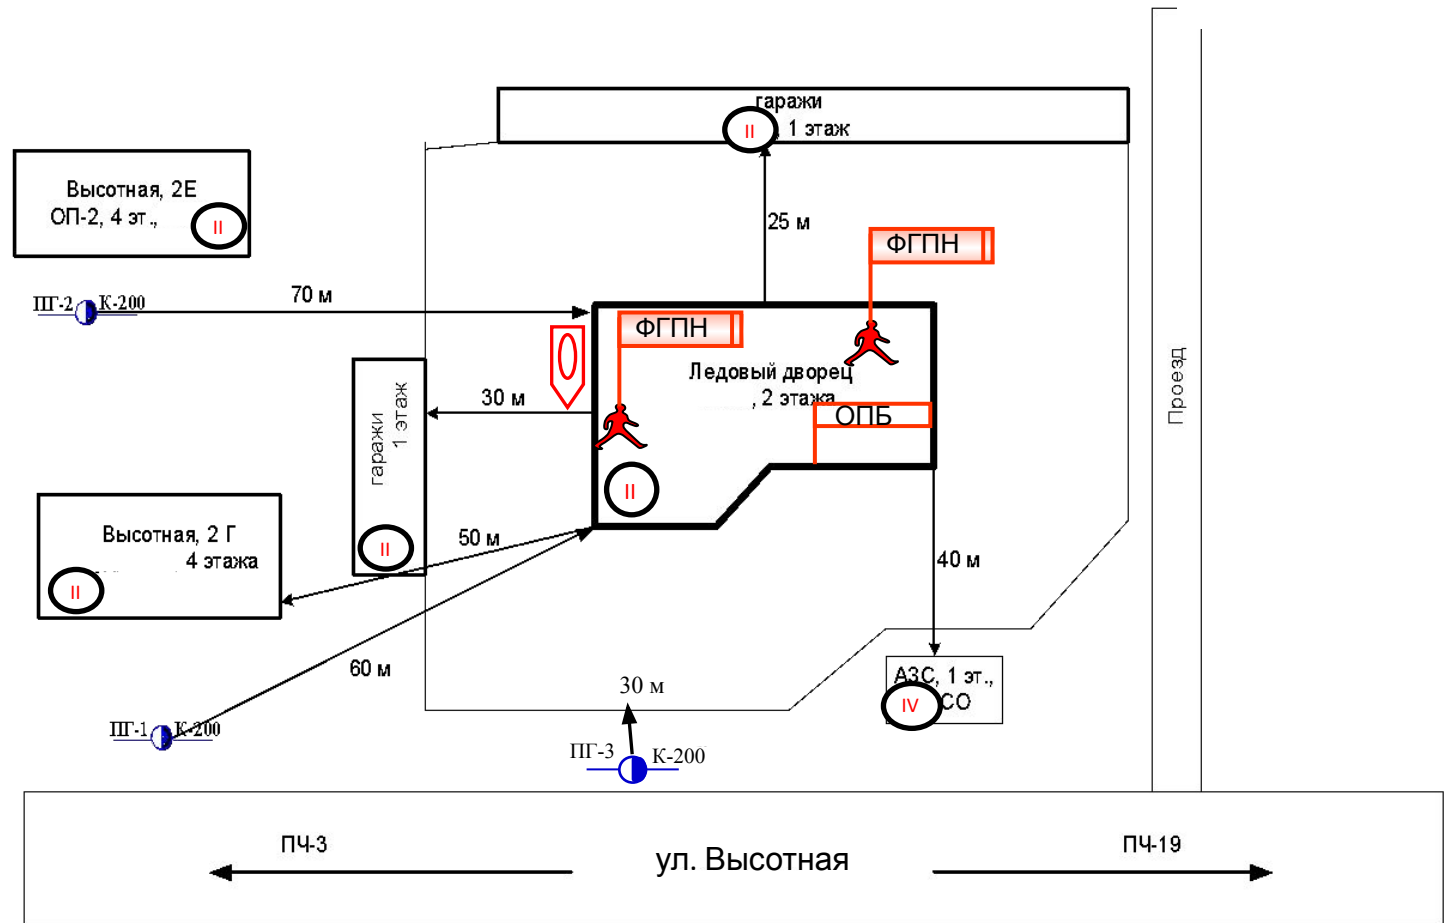 гаражи
II , 1 этаж
Высотная, 2Е
ОП-2, 4 эт.,
II
25 м
ФГПН
ПГ-2 К-200
70 м
ФГПН
Ледовый дворец
, 2 этажа
ОПБ
30 м
гаражи
1 этаж
II
II
Проезд
Высотная, 2 Г
4 этажа
II
50 м
40 м
60 м
АЗС, 1 эт.,
IV СО
30 м
ПГ-1 К-200
ПГ-3 К-200
ПЧ-3
ул. Высотная
ПЧ-19